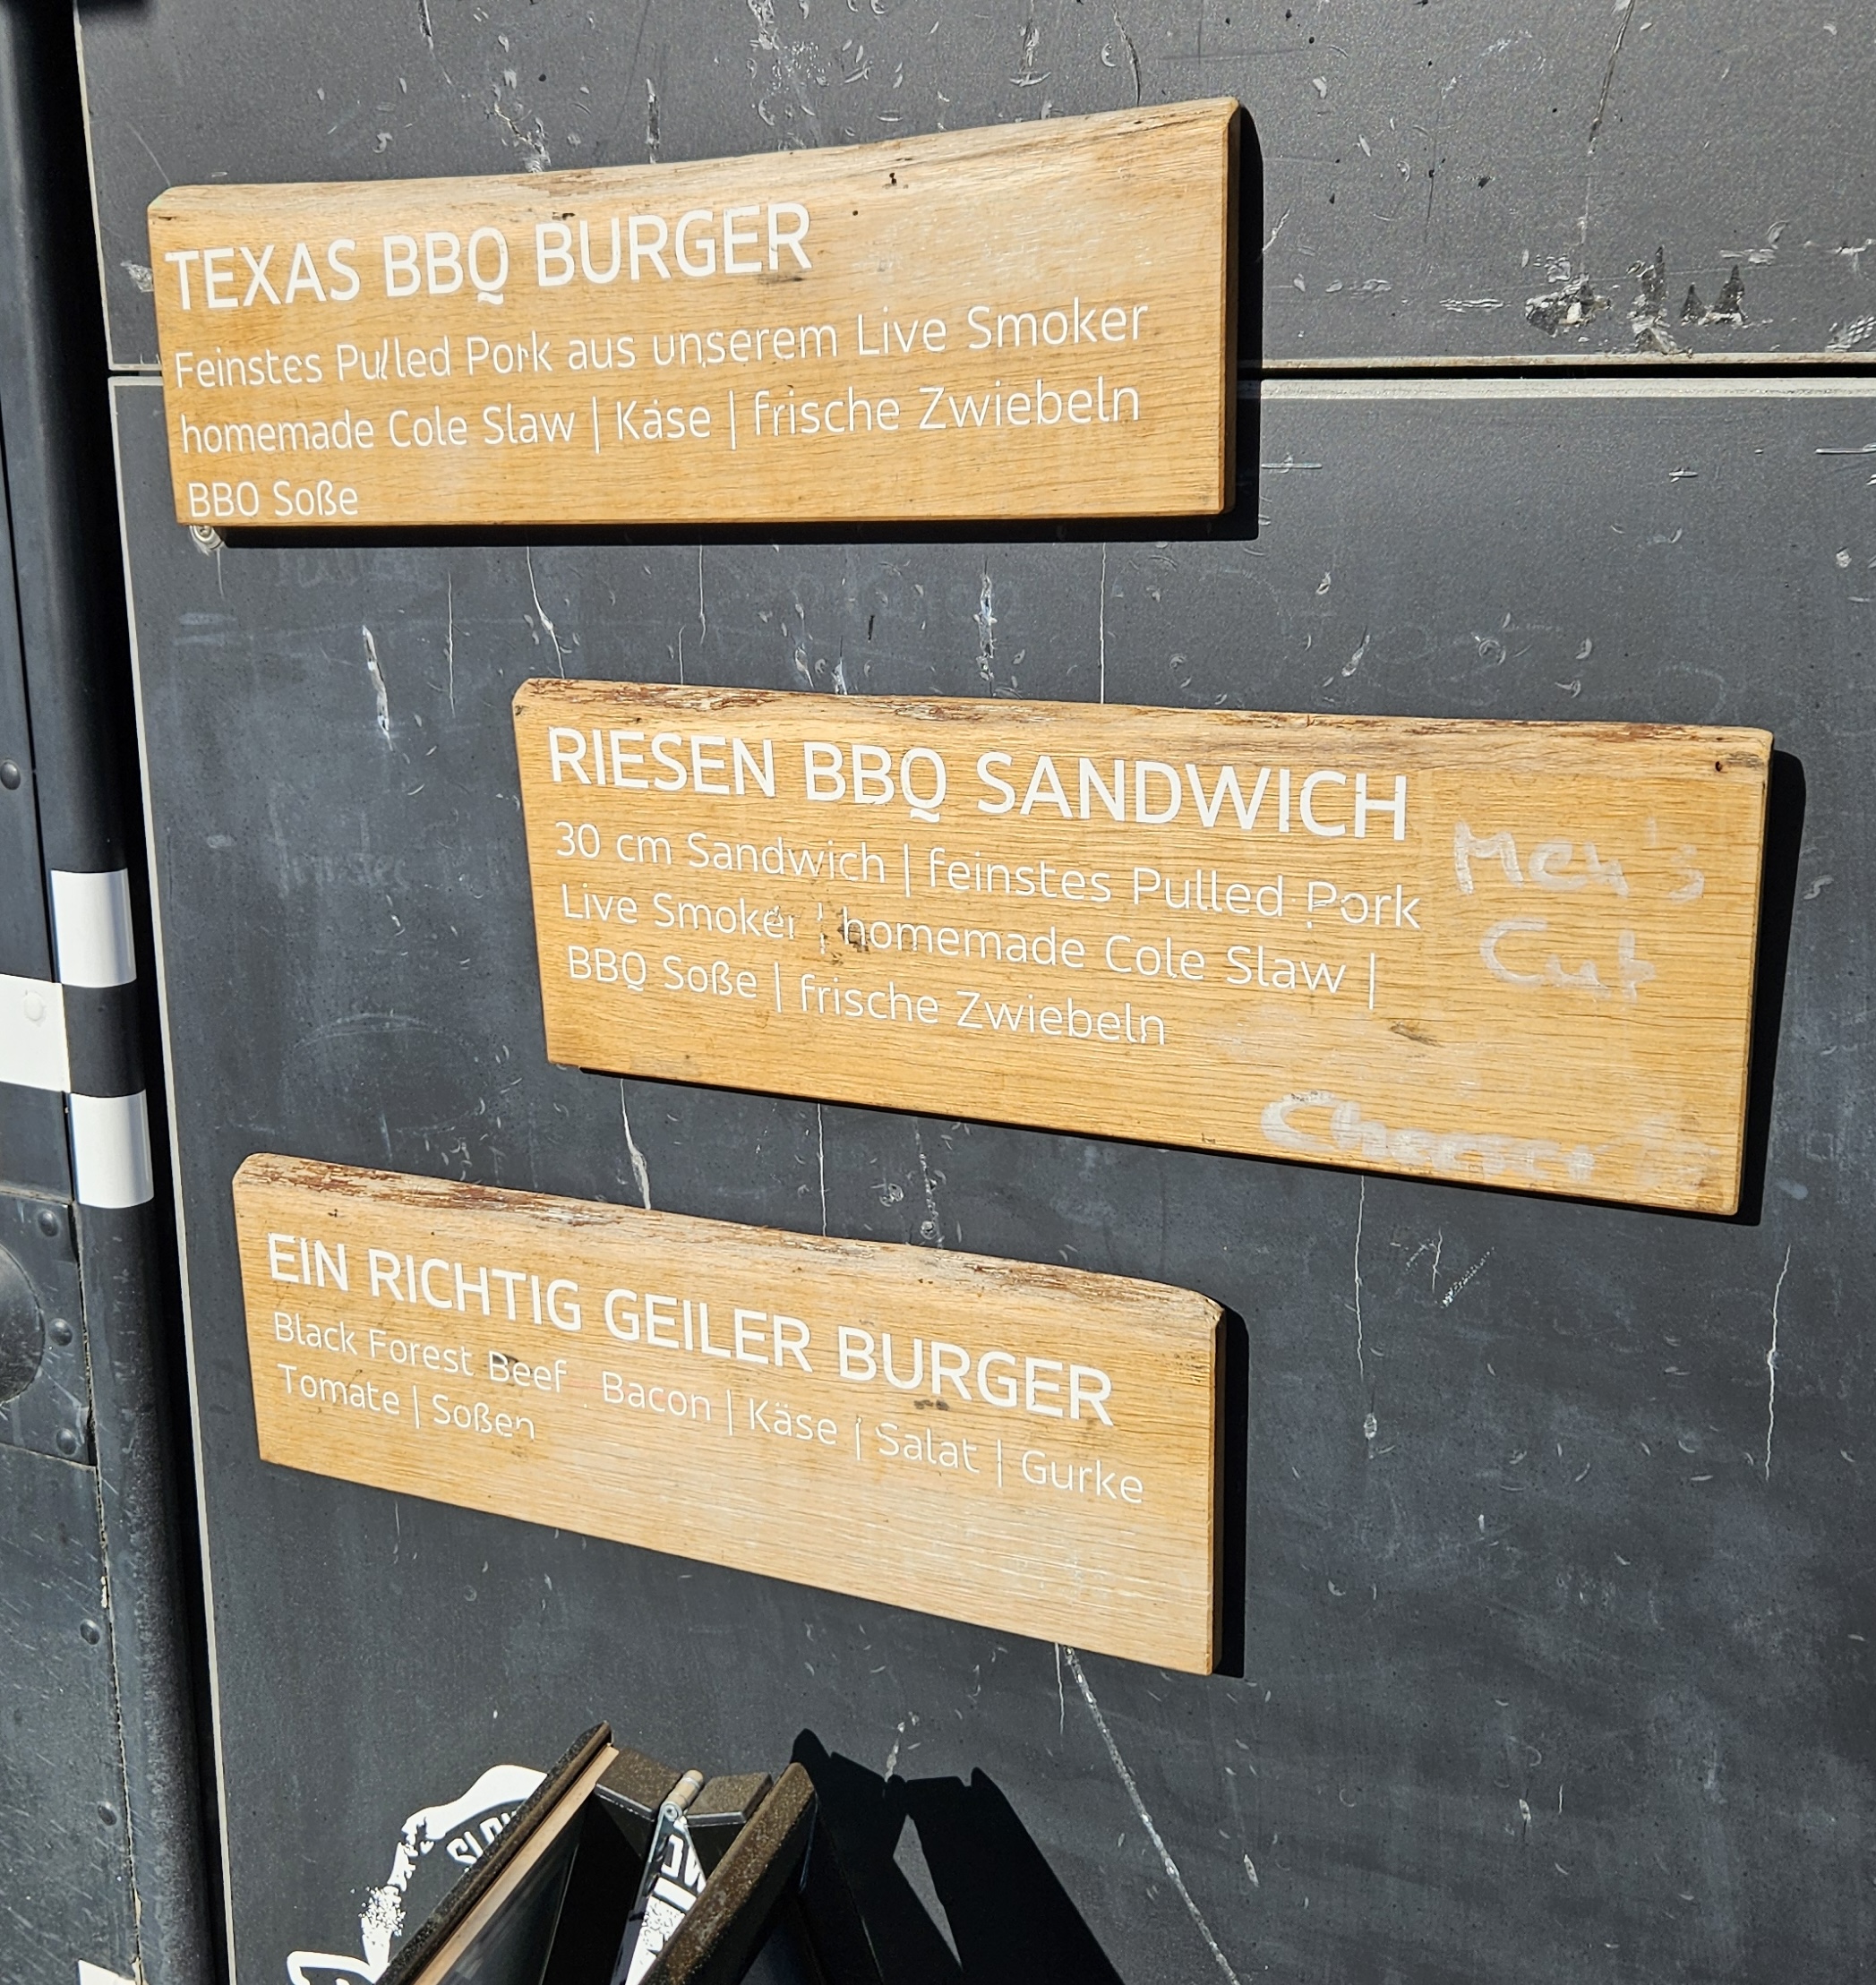 TEXAS BBQ BURGER
Feinstes Pulled Pork aus unserem Live Smoker
homemade Cole Slaw | Käse | frische Zwiebeln
BBQ Soße
RIESEN BBQ SANDWICH
30 cm Sandwich | feinstes Pulled Pork
Live Smoker | homemade Cole Slaw |
BBQ Soße | frische Zwiebeln
Men's
Cut
EIN RICHTIG GEILER BURGER
Black Forest Beef Bacon | Käse | Salat | Gurke
Tomate | Soßen